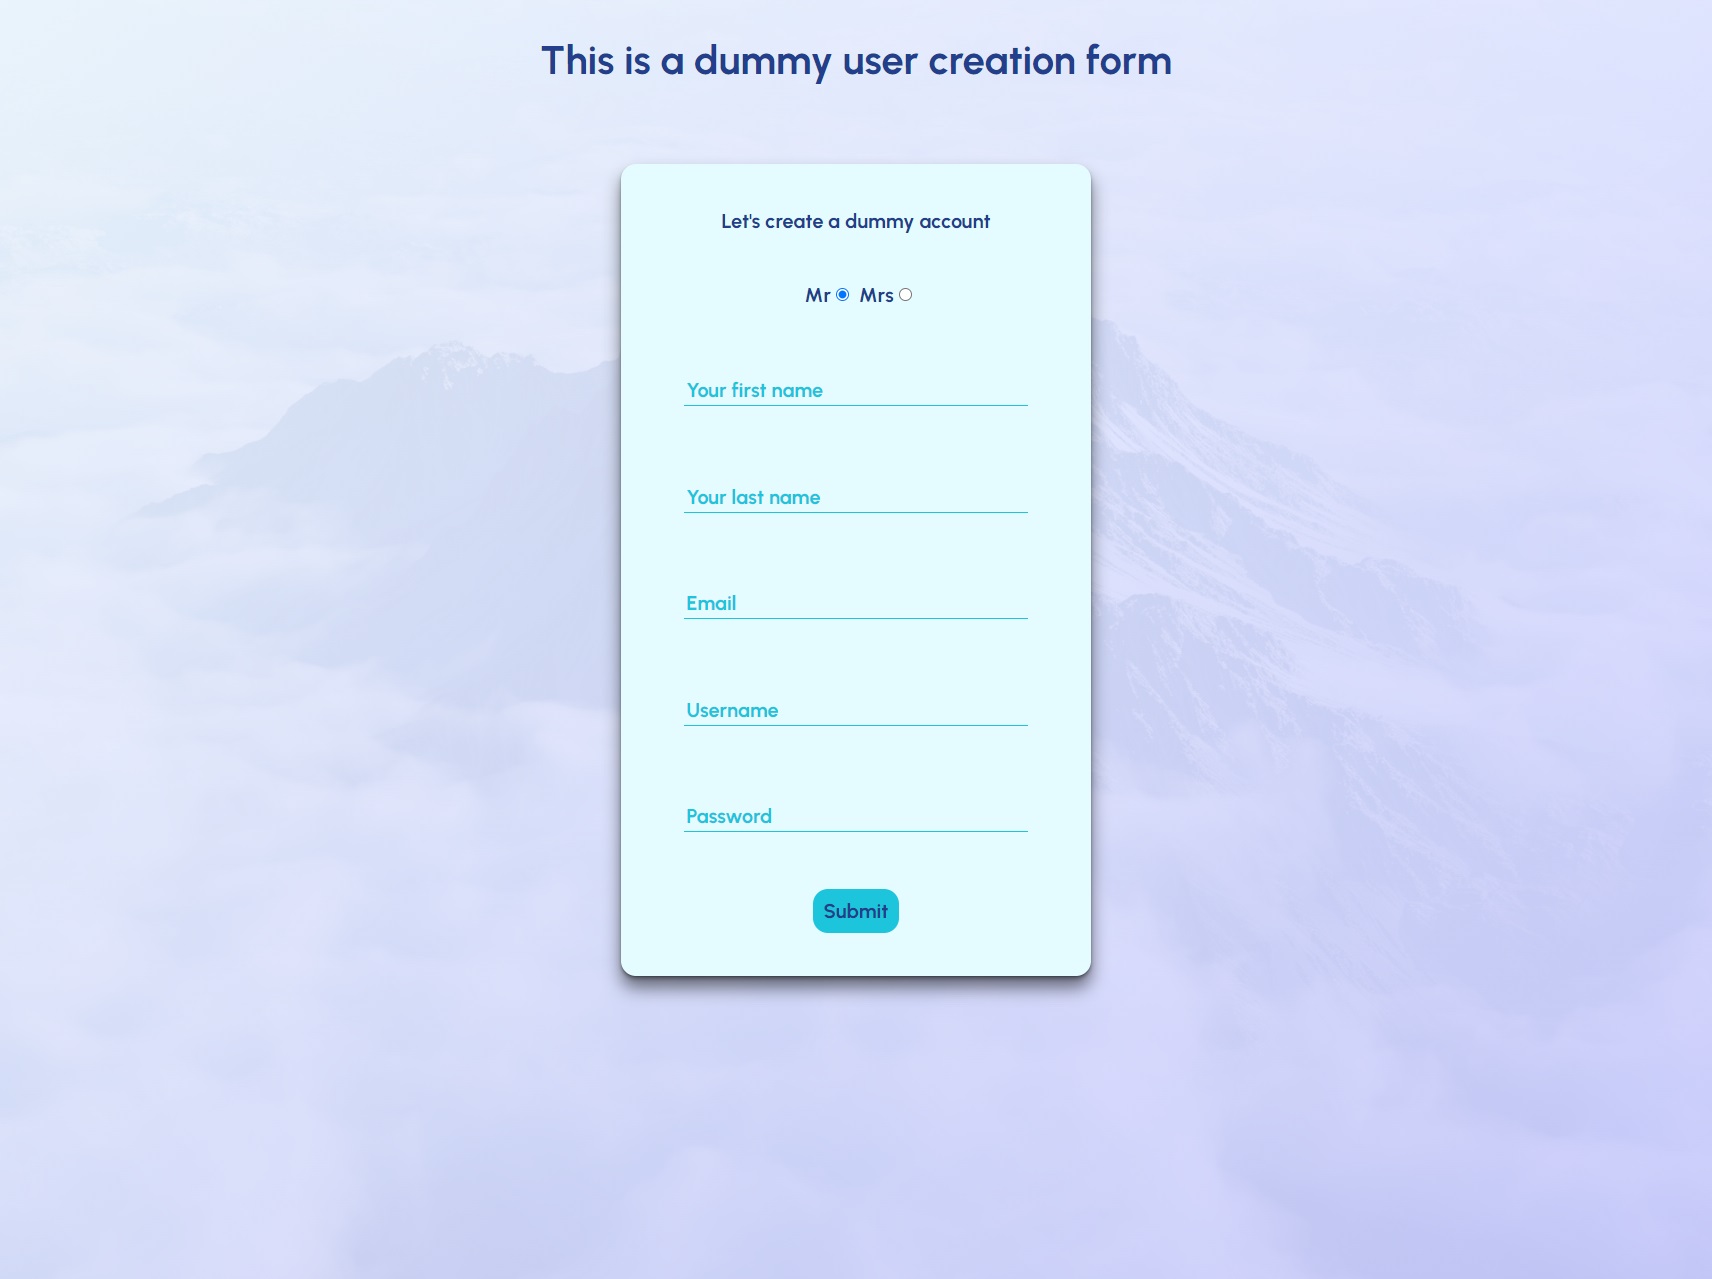 This is a dummy user creation form
Let's create a dummy account
Mr Mrs
Your first name
Your last name
Email
Username
Password
Submit